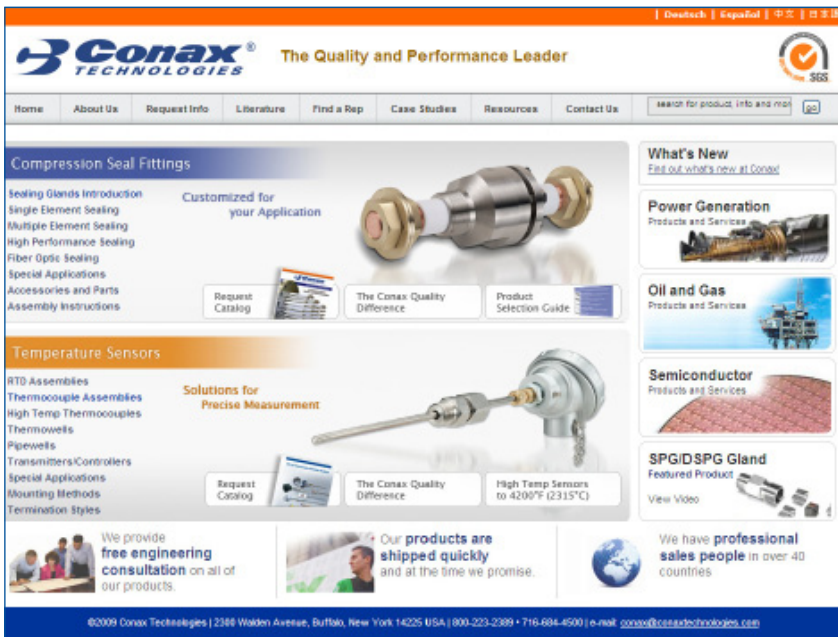 | Deutsch | Español | 中文 | 日本語
Conax ®
TECHNOLOGIES
The Quality and Performance Leader
SGS
Home About Us Request Info Literature Find a Rep Case Studies Resources Contact Us
search for product, info and mor
go
Compression Seal Fittings
Sealing Glands Introduction
Single Element Sealing
Multiple Element Sealing
High Performance Sealing
Fiber Optic Sealing
Special Applications
Accessories and Parts
Assembly Instructions
Customized for
your Application
Request
Catalog
The Conax Quality
Difference
Product
Selection Guide
Temperature Sensors
RTD Assemblies
Thermocouple Assemblies
High Temp Thermocouples
Thermowells
Pipewells
Transmitters/Controllers
Special Applications
Mounting Methods
Termination Styles
Solutions for
Precise Measurement
Request
Catalog
The Conax Quality
Difference
High Temp Sensors
to 4200°F (2315°C)
What's New
Find out what's new at Conax!
Power Generation
Products and Services
Oil and Gas
Products and Services
Semiconductor
Products and Services
SPG/DSPG Gland
Featured Product
View Video
We provide
free engineering
consultation on all of
our products.
Our products are
shipped quickly
and at the time we promise.
We have professional
sales people in over 40
countries
©2009 Conax Technologies | 2300 Walden Avenue, Buffalo, New York 14225 USA | 800-223-2389 • 716-684-4500 | e-mail: conax@conaxtechnologies.com